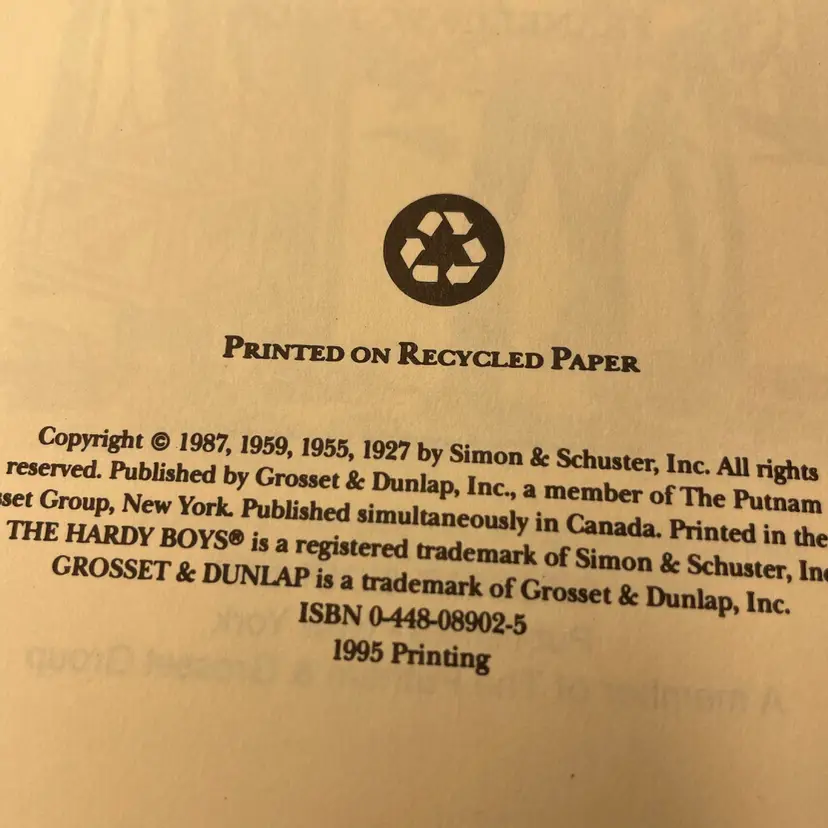 PRINTED ON RECYCLED PAPER
Copyright © 1987, 1959, 1955, 1927 by Simon & Schuster, Inc. All rights
reserved. Published by Grosset & Dunlap, Inc., a member of The Putnam
sset Group, New York. Published simultaneously in Canada. Printed in the
THE HARDY BOYS® is a registered trademark of Simon & Schuster, Inc
GROSSET & DUNLAP is a trademark of Grosset & Dunlap, Inc.
ISBN 0-448-08902-5
1995 Printing